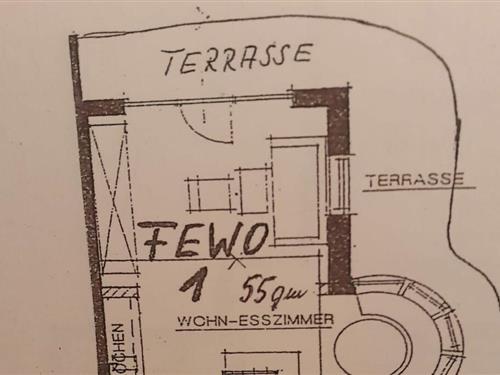 TERRASSE
TERRASSE
FEWO
1 55qm
WOHN-ESSZIMMER